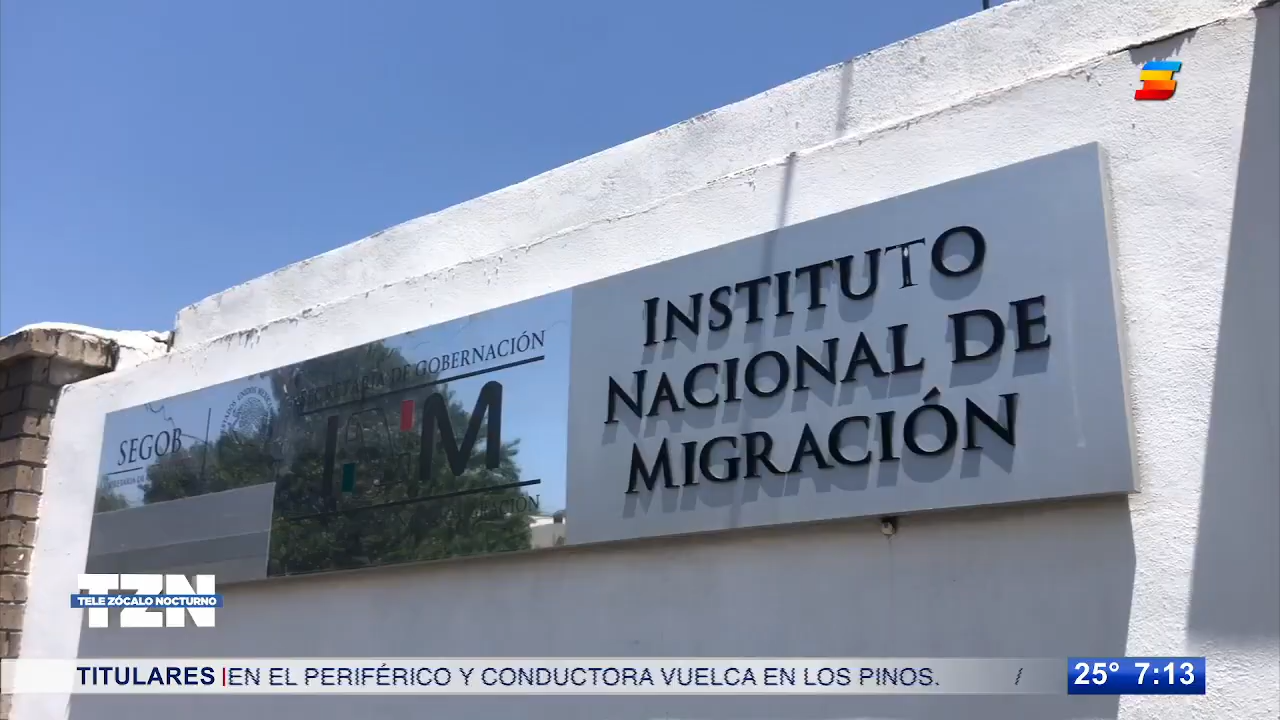 INSTITUTO
NACIONAL DE
MIGRACIÓN
SECRETARÍA DE GOBERNACIÓN
SEGOB
TZN
TELE ZÓCALO NOCTURNO
TITULARES
EN EL PERIFÉRICO Y CONDUCTORA VUELCA EN LOS PINOS. /
25° 7:13